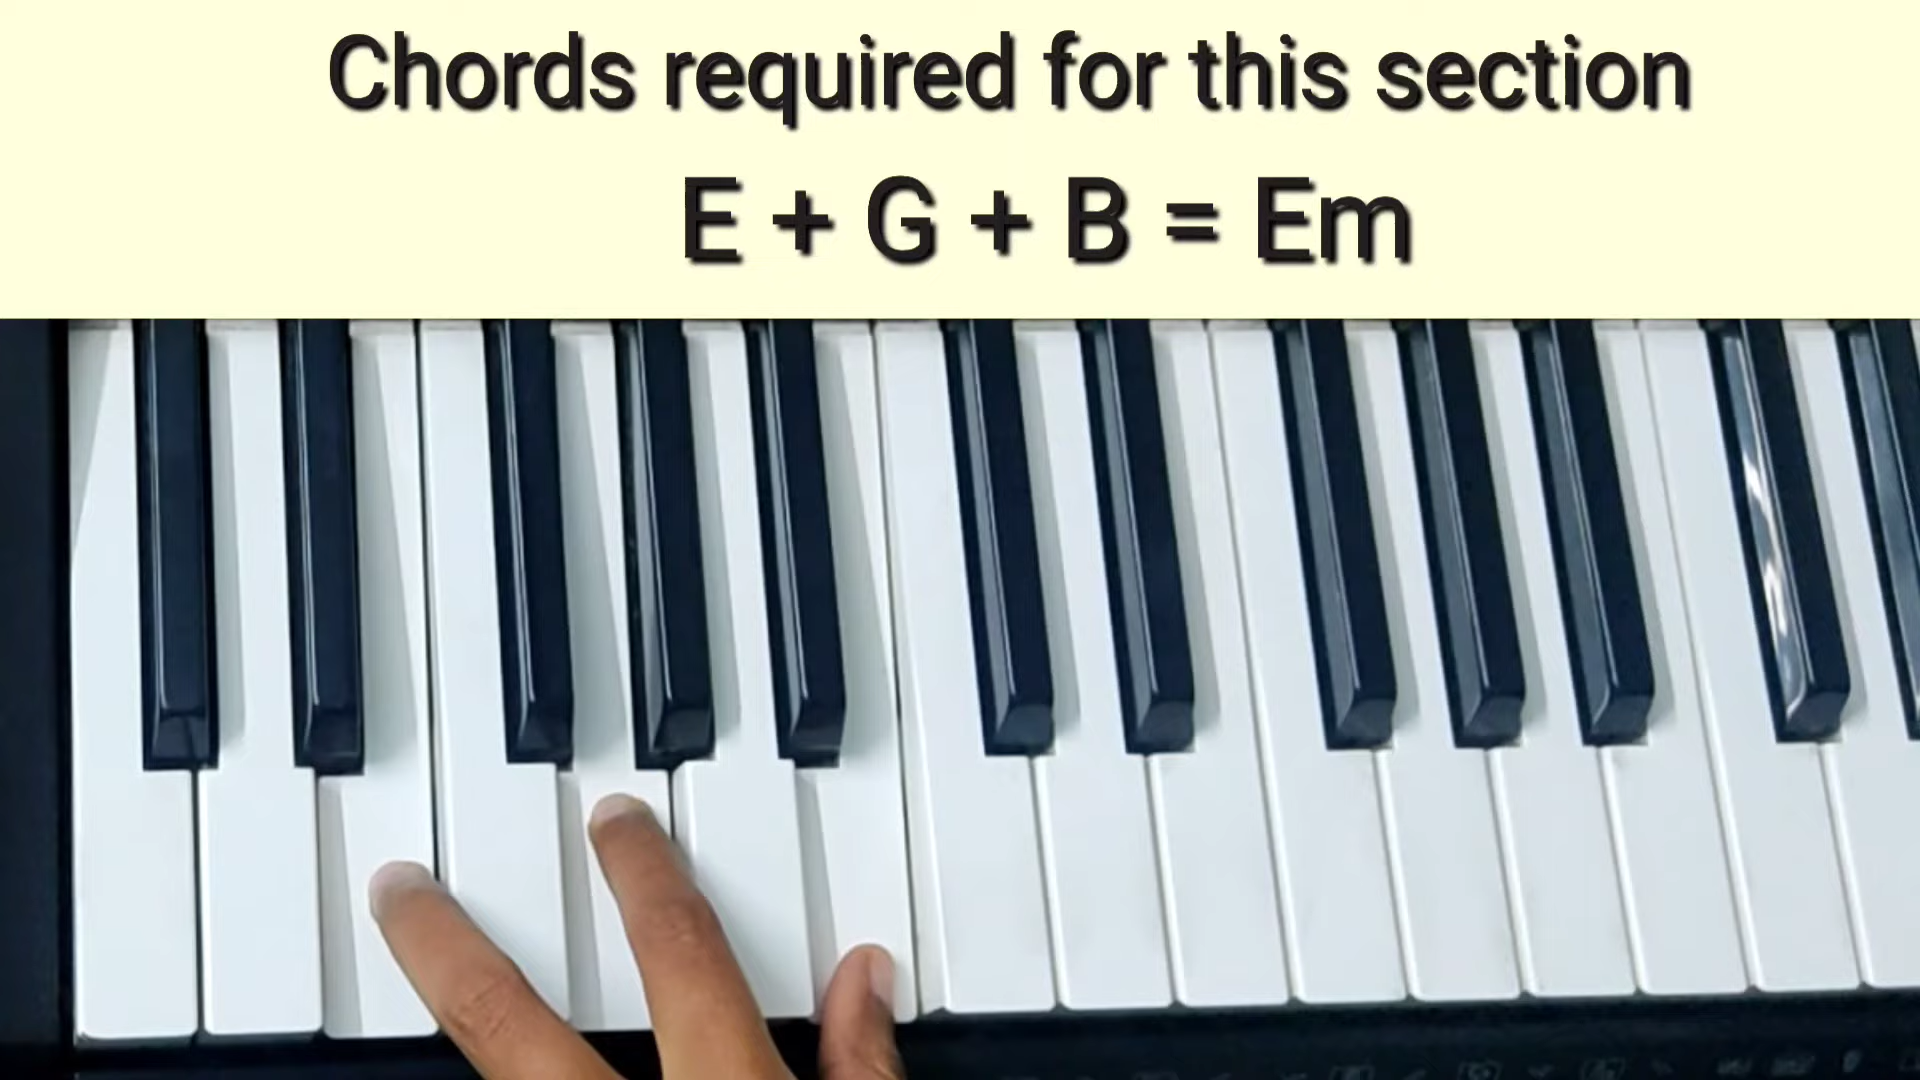 Chords required for this section
E + G + B = Em